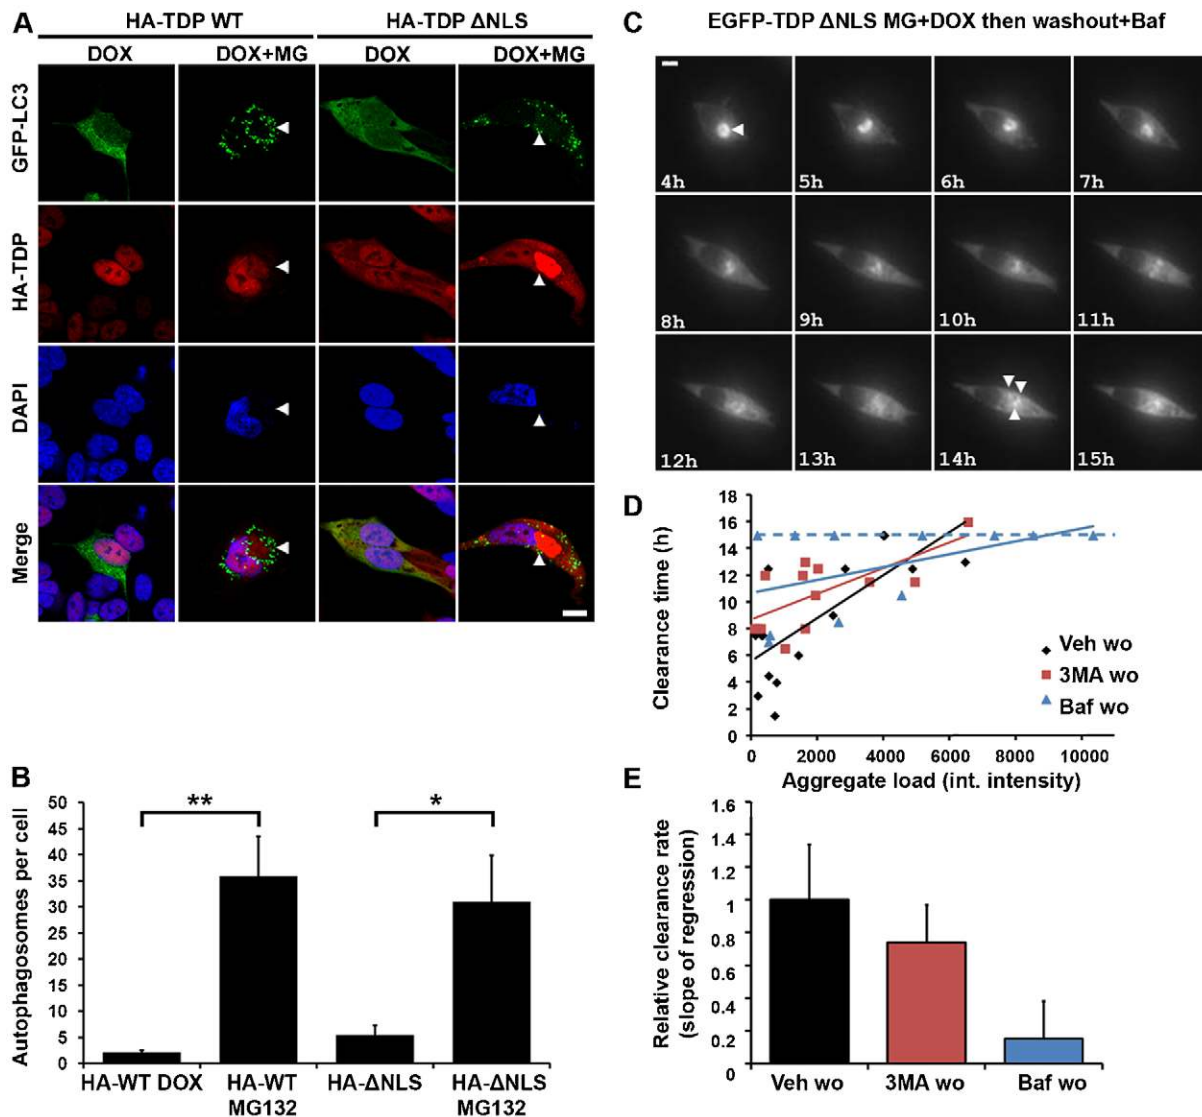 A
HA-TDP WT
HA-TDP ΔNLS
DOX
DOX+MG
DOX
DOX+MG
GFP-LC3
HA-TDP
DAPI
Merge
B
Autophagosomes per cell
50
45
40
35
30
25
20
15
10
5
0
**
*
HA-WT DOX
HA-WT MG132
HA-ΔNLS
HA-ΔNLS MG132
C
EGFP-TDP ΔNLS MG+DOX then washout+Baf
4h
5h
6h
7h
8h
9h
10h
11h
12h
13h
14h
15h
D
Clearance time (h)
18
16
14
12
10
8
6
4
2
0
0 2000 4000 6000 8000 10000
Aggregate load (int. intensity)
Veh wo
3MA wo
Baf wo
E
Relative clearance rate
(slope of regression)
1.6
1.4
1.2
1
0.8
0.6
0.4
0.2
0
Veh wo
3MA wo
Baf wo